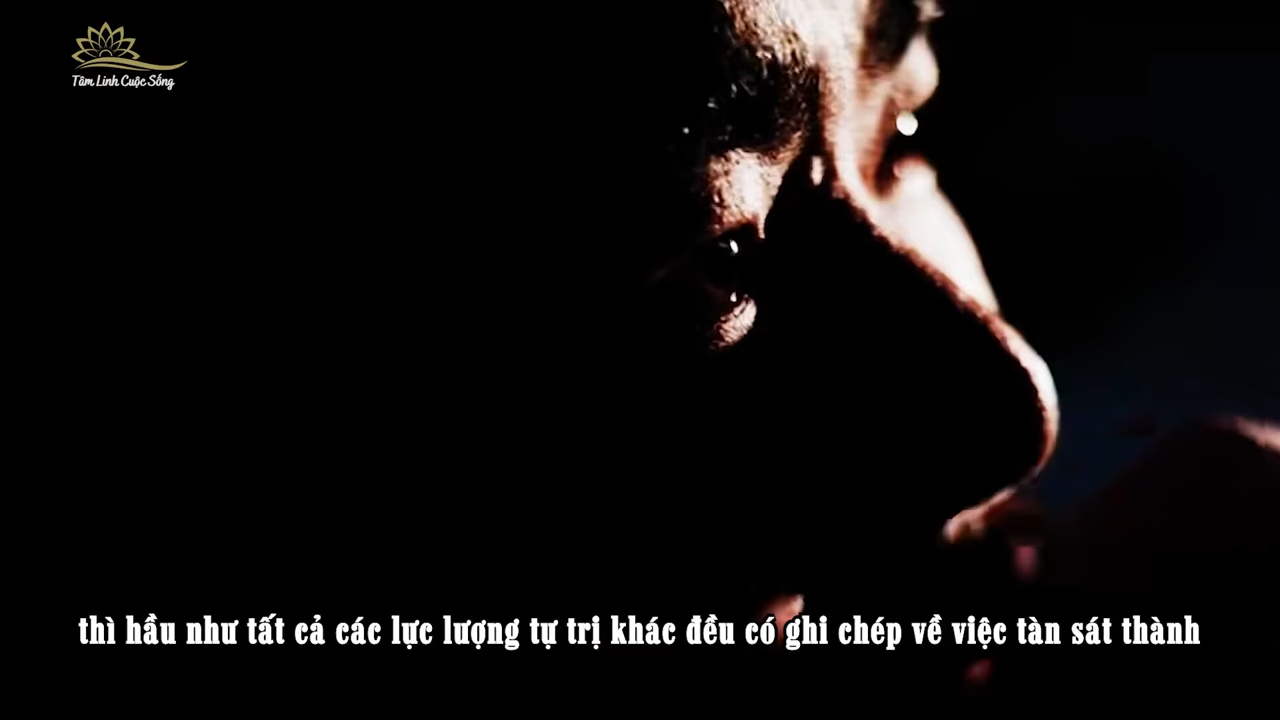 Tâm Linh Cuộc Sống
thì hầu như tất cả các lực lượng tự trị khác đều có ghi chép về việc tàn sát thành